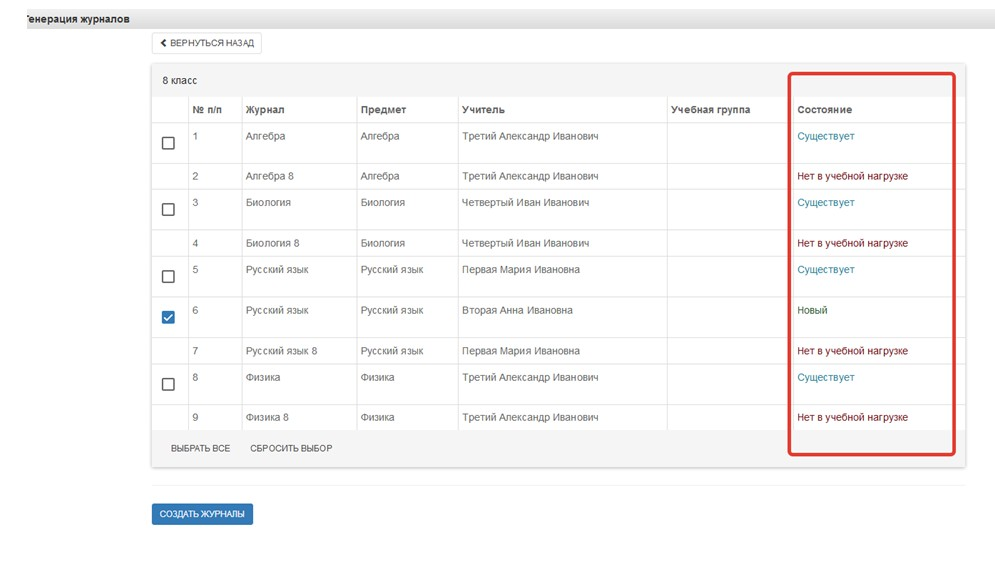 Генерация журналов
ВЕРНУТЬСЯ НАЗАД
8 класс
№ п/п Журнал Предмет Учитель Учебная группа Состояние
1 Алгебра Алгебра Третий Александр Иванович Существует
2 Алгебра 8 Алгебра Третий Александр Иванович Нет в учебной нагрузке
3 Биология Биология Четвертый Иван Иванович Существует
4 Биология 8 Биология Четвертый Иван Иванович Нет в учебной нагрузке
5 Русский язык Русский язык Первая Мария Ивановна Существует
6 Русский язык Русский язык Вторая Анна Ивановна Новый
7 Русский язык 8 Русский язык Первая Мария Ивановна Нет в учебной нагрузке
8 Физика Физика Третий Александр Иванович Существует
9 Физика 8 Физика Третий Александр Иванович Нет в учебной нагрузке
ВЫБРАТЬ ВСЕ СБРОСИТЬ ВЫБОР
СОЗДАТЬ ЖУРНАЛЫ